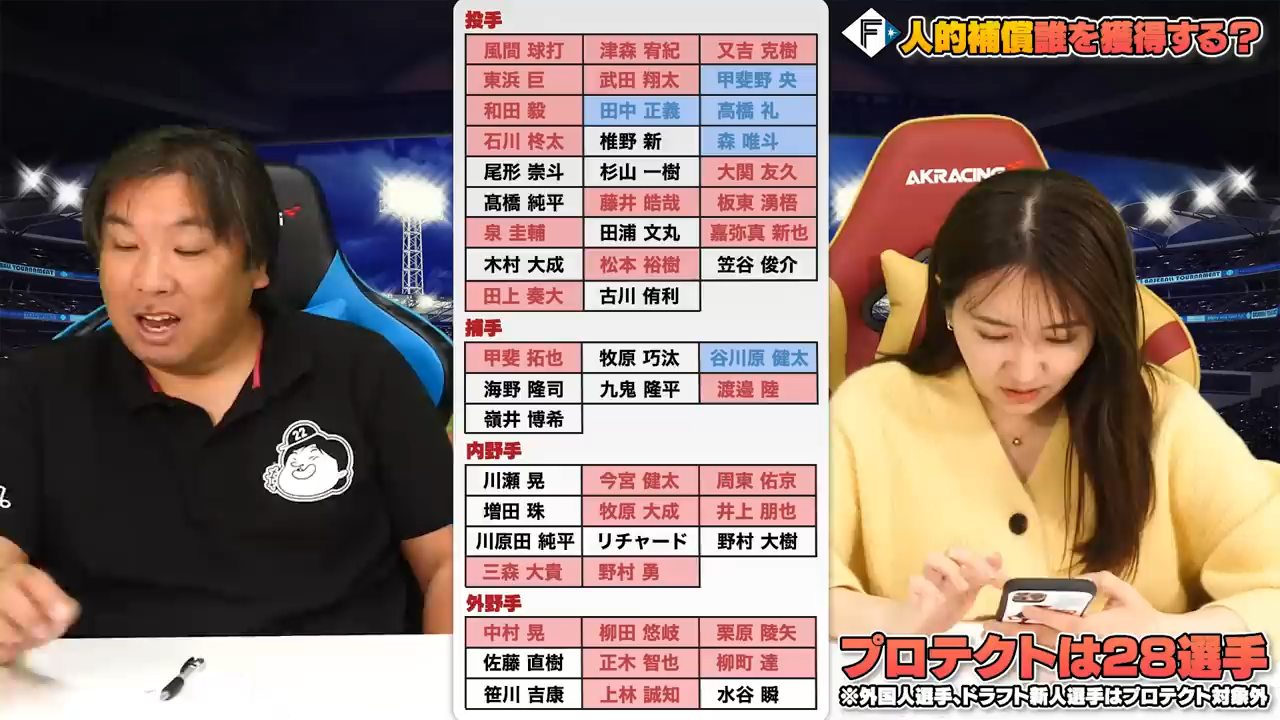 人的補償誰を獲得する？
投手
風間 球打 津森 宥紀 又吉 克樹
東浜 巨 武田 翔太 甲斐野 央
和田 毅 田中 正義 高橋 礼
石川 柊太 椎野 新 森 唯斗
尾形 崇斗 杉山 一樹 大関 友久
髙橋 純平 藤井 皓哉 板東 湧梧
泉 圭輔 田浦 文丸 嘉弥真 新也
木村 大成 松本 裕樹 笠谷 俊介
田上 奏大 古川 侑利
捕手
甲斐 拓也 牧原 巧汰 谷川原 健太
海野 隆司 九鬼 隆平 渡邉 陸
嶺井 博希
内野手
川瀬 晃 今宮 健太 周東 佑京
増田 珠 牧原 大成 井上 朋也
川原田 純平 リチャード 野村 大樹
三森 大貴 野村 勇
外野手
中村 晃 柳田 悠岐 栗原 陵矢
佐藤 直樹 正木 智也 柳町 達
笹川 吉康 上林 誠知 水谷 瞬
22
AKRACING
BASEBALL TOURNAMENT
プロテクトは28選手
※外国人選手、ドラフト新人選手はプロテクト対象外